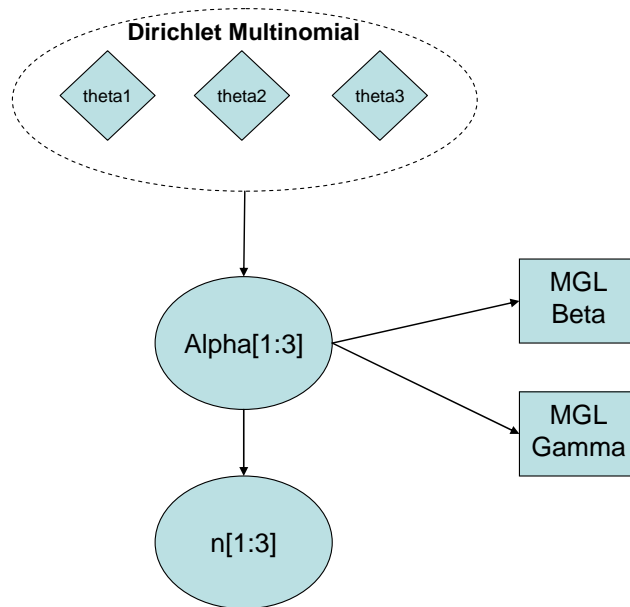 Dirichlet Multinomial
theta1
theta2
theta3
Alpha[1:3]
MGL
Beta
MGL
Gamma
n[1:3]